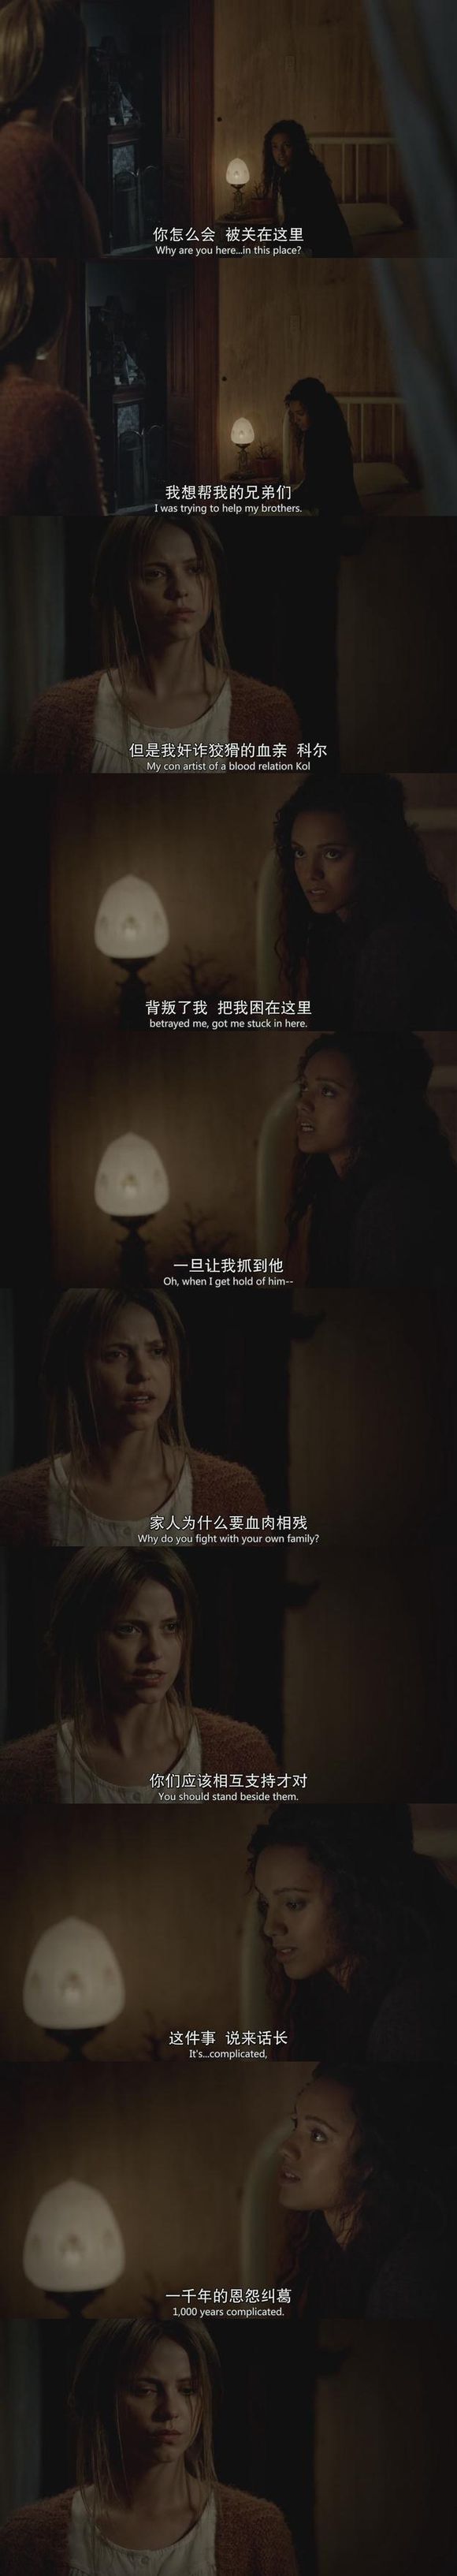 你怎么会 被关在这里
Why are you here...in this place?
我想帮我的兄弟们
I was trying to help my brothers.
但是我奸诈狡猾的血亲 科尔
My con artist of a blood relation Kol
背叛了我 把我困在这里
betrayed me, got me stuck in here.
一旦让我抓到他
Oh, when I get hold of him--
家人为什么要血肉相残
Why do you fight with your own family?
你们应该相互支持才对
You should stand beside them.
这件事 说来话长
It's...complicated,
一千年的恩怨纠葛
1,000 years complicated.